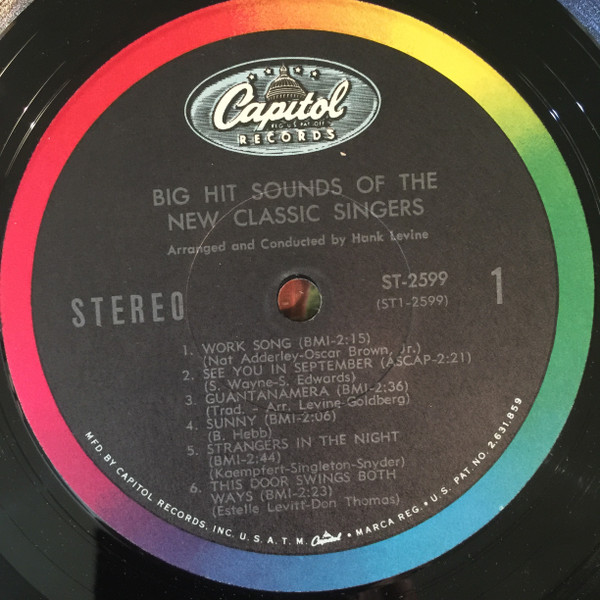 Capitol
REG. U.S. PAT. OFF.
RECORDS
BIG HIT SOUNDS OF THE
NEW CLASSIC SINGERS
Arranged and Conducted by Hank Levine
STEREO
ST-2599
(ST1-2599)
1
1. WORK SONG (BMI-2:15)
(Nat Adderley-Oscar Brown, Jr.)
2. SEE YOU IN SEPTEMBER (ASCAP-2:21)
(S. Wayne-S. Edwards)
3. GUANTANAMERA (BMI-2:36)
(Trad. - Arr. Levine-Goldberg)
4. SUNNY (BMI-2:06)
(B. Hebb)
5. STRANGERS IN THE NIGHT
(BMI-2:44)
(Kaempfert-Singleton-Snyder)
6. THIS DOOR SWINGS BOTH
WAYS (BMI-2:23)
(Estelle Levitt-Don Thomas)
MFD. BY CAPITOL RECORDS, INC. U.S.A. T.M. Capitol • MARCA REG. • U.S. PAT. NO. 2,631,859